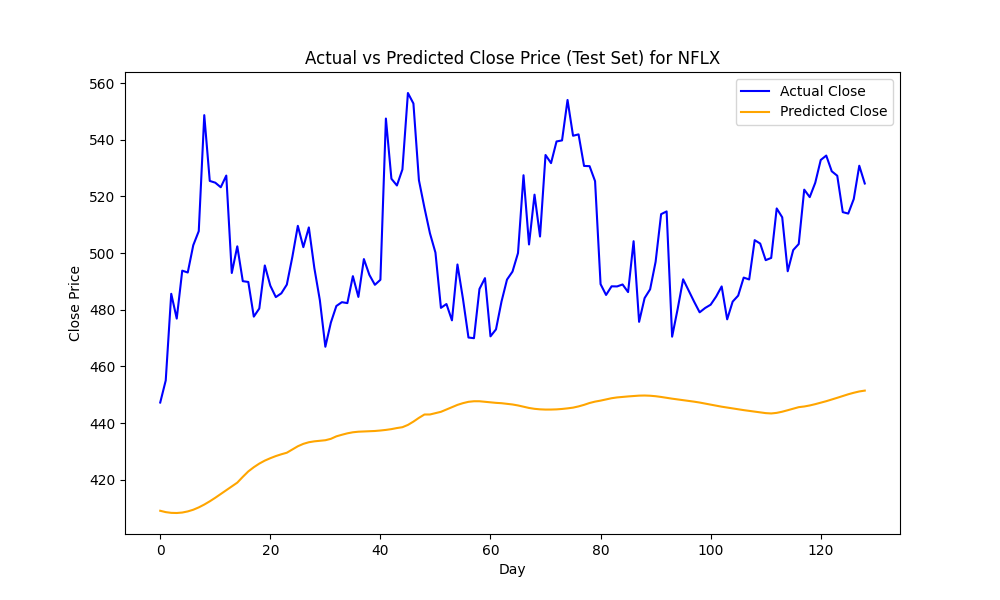 Actual vs Predicted Close Price (Test Set) for NFLX
Actual Close
Predicted Close
Close Price
560
540
520
500
480
460
440
420
0 20 40 60 80 100 120
Day